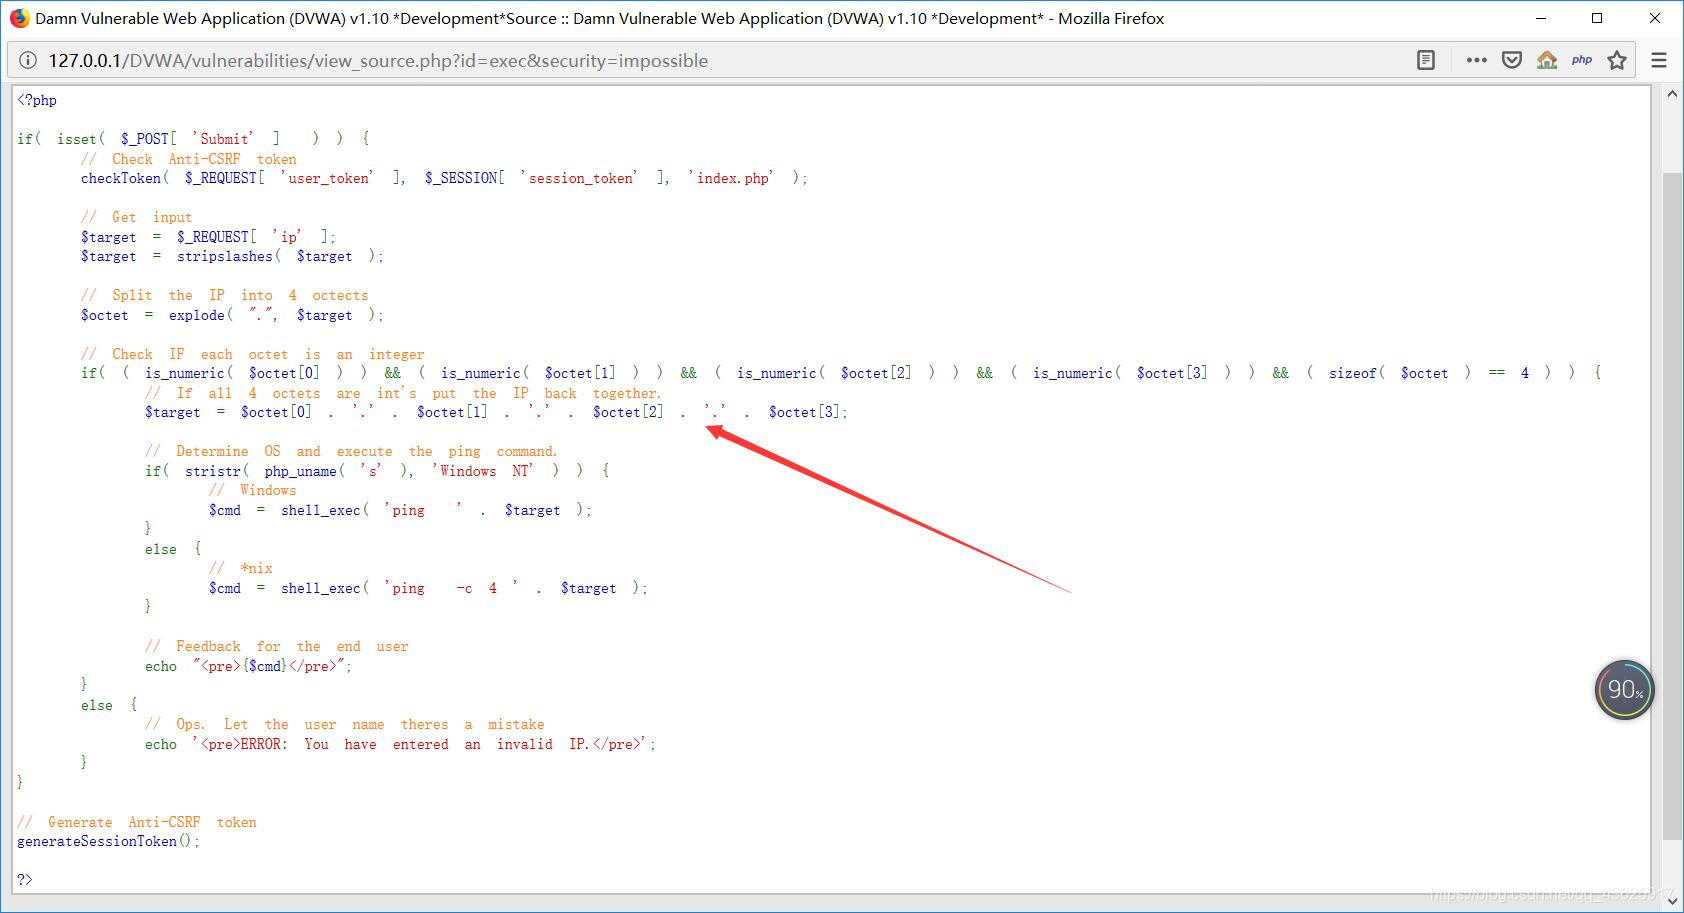 Damn Vulnerable Web Application (DVWA) v1.10 *Development*Source :: Damn Vulnerable Web Application (DVWA) v1.10 *Development* - Mozilla Firefox
127.0.0.1/DVWA/vulnerabilities/view_source.php?id=exec&security=impossible
php
<?php
if( isset( $_POST[ 'Submit' ] ) ) {
// Check Anti-CSRF token
checkToken( $_REQUEST[ 'user_token' ], $_SESSION[ 'session_token' ], 'index.php' );
// Get input
$target = $_REQUEST[ 'ip' ];
$target = stripslashes( $target );
// Split the IP into 4 octects
$octet = explode( ".", $target );
// Check IF each octet is an integer
if( ( is_numeric( $octet[0] ) ) && ( is_numeric( $octet[1] ) ) && ( is_numeric( $octet[2] ) ) && ( is_numeric( $octet[3] ) ) && ( sizeof( $octet ) == 4 ) ) {
// If all 4 octets are int's put the IP back together.
$target = $octet[0] . '.' . $octet[1] . '.' . $octet[2] . '.' . $octet[3];
// Determine OS and execute the ping command.
if( stristr( php_uname( 's' ), 'Windows NT' ) ) {
// Windows
$cmd = shell_exec( 'ping ' . $target );
}
else {
// *nix
$cmd = shell_exec( 'ping -c 4 ' . $target );
}
// Feedback for the end user
echo "<pre>{$cmd}</pre>";
}
else {
// Ops. Let the user name theres a mistake
echo '<pre>ERROR: You have entered an invalid IP.</pre>';
}
}
// Generate Anti-CSRF token
generateSessionToken();
?>
90%